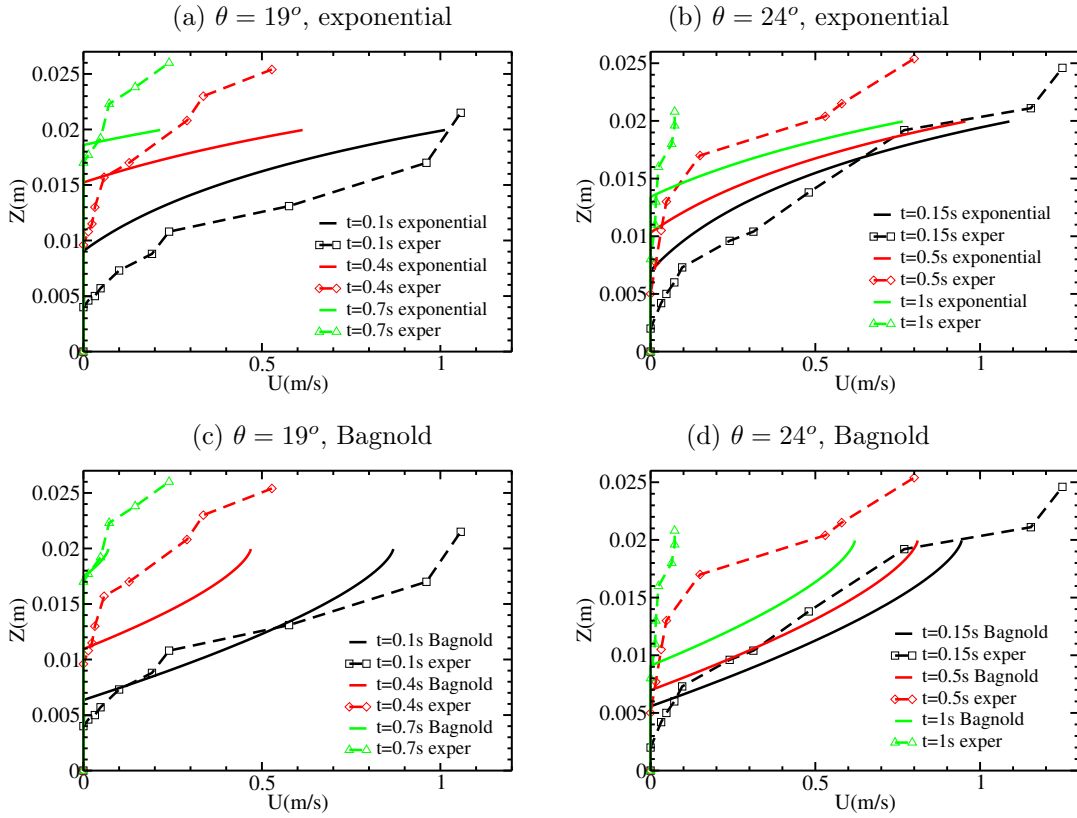 (a) θ = 19°, exponential
0.025
0.02
0.015
0.01
0.005
0
Z(m)
0
0.5
1
U(m/s)
t=0.1s exponential
t=0.1s exper
t=0.4s exponential
t=0.4s exper
t=0.7s exponential
t=0.7s exper
(b) θ = 24°, exponential
0.025
0.02
0.015
0.01
0.005
0
Z(m)
0
0.5
1
U(m/s)
t=0.15s exponential
t=0.15s exper
t=0.5s exponential
t=0.5s exper
t=1s exponential
t=1s exper
(c) θ = 19°, Bagnold
0.025
0.02
0.015
0.01
0.005
0
Z(m)
0
0.5
1
U(m/s)
t=0.1s Bagnold
t=0.1s exper
t=0.4s Bagnold
t=0.4s exper
t=0.7s Bagnold
t=0.7s exper
(d) θ = 24°, Bagnold
0.025
0.02
0.015
0.01
0.005
0
Z(m)
0
0.5
1
U(m/s)
t=0.15s Bagnold
t=0.15s exper
t=0.5s Bagnold
t=0.5s exper
t=1s Bagnold
t=1s exper